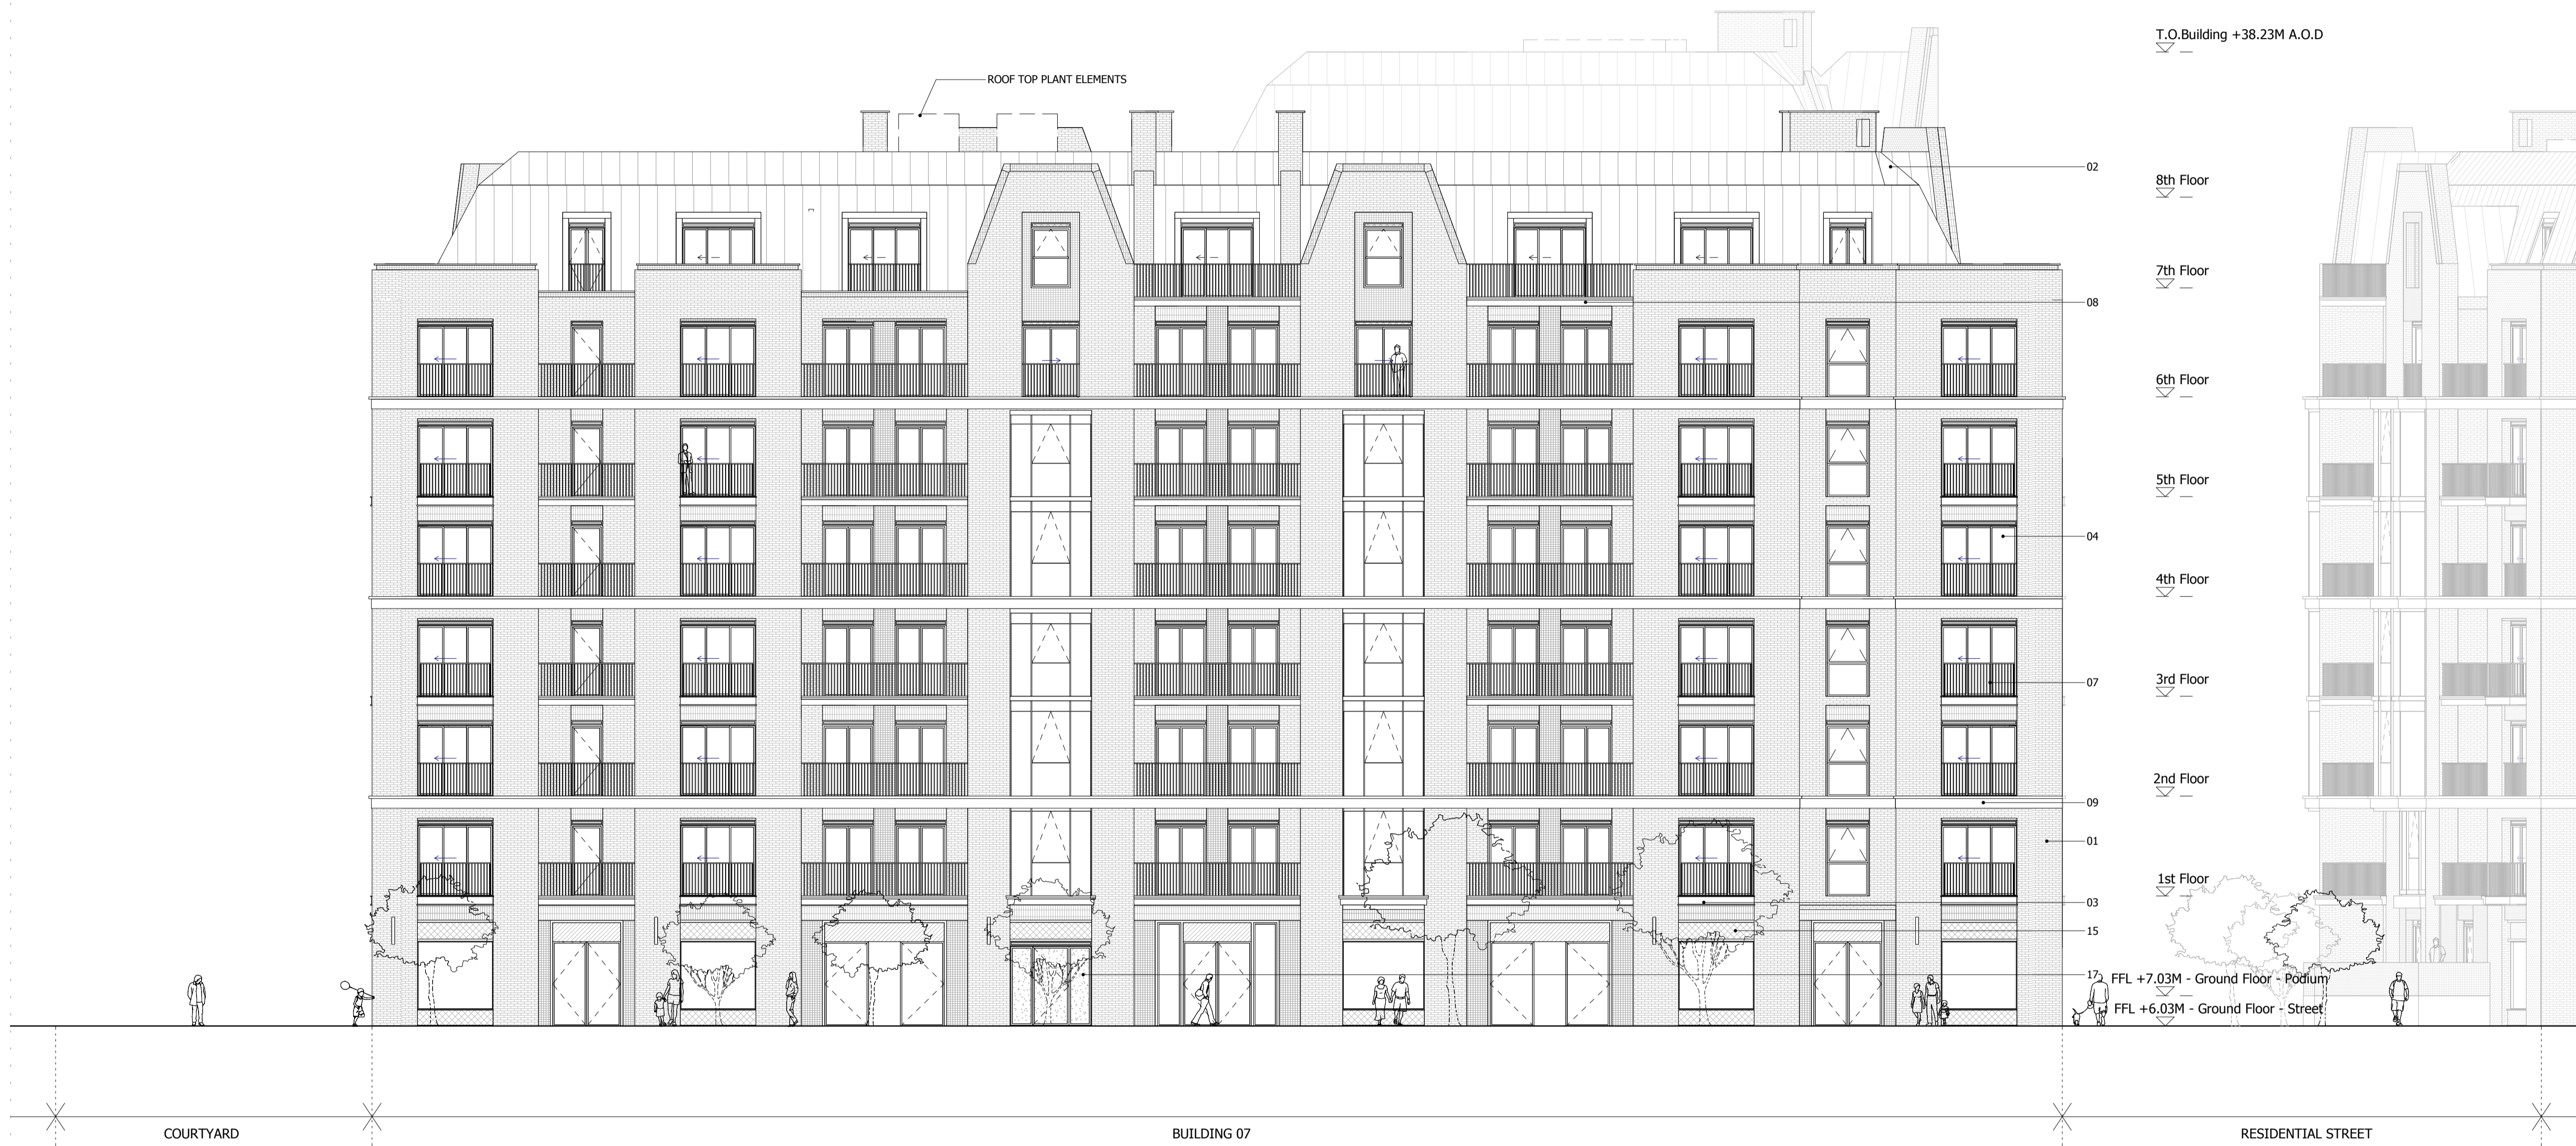 T.O.Building +38.23M A.O.D
ROOF TOP PLANT ELEMENTS
02
8th Floor
7th Floor
08
6th Floor
5th Floor
04
4th Floor
07
3rd Floor
2nd Floor
09
01
1st Floor
03
15
17
FFL +7.03M - Ground Floor - Podium
FFL +6.03M - Ground Floor - Street
COURTYARD
BUILDING 07
RESIDENTIAL STREET